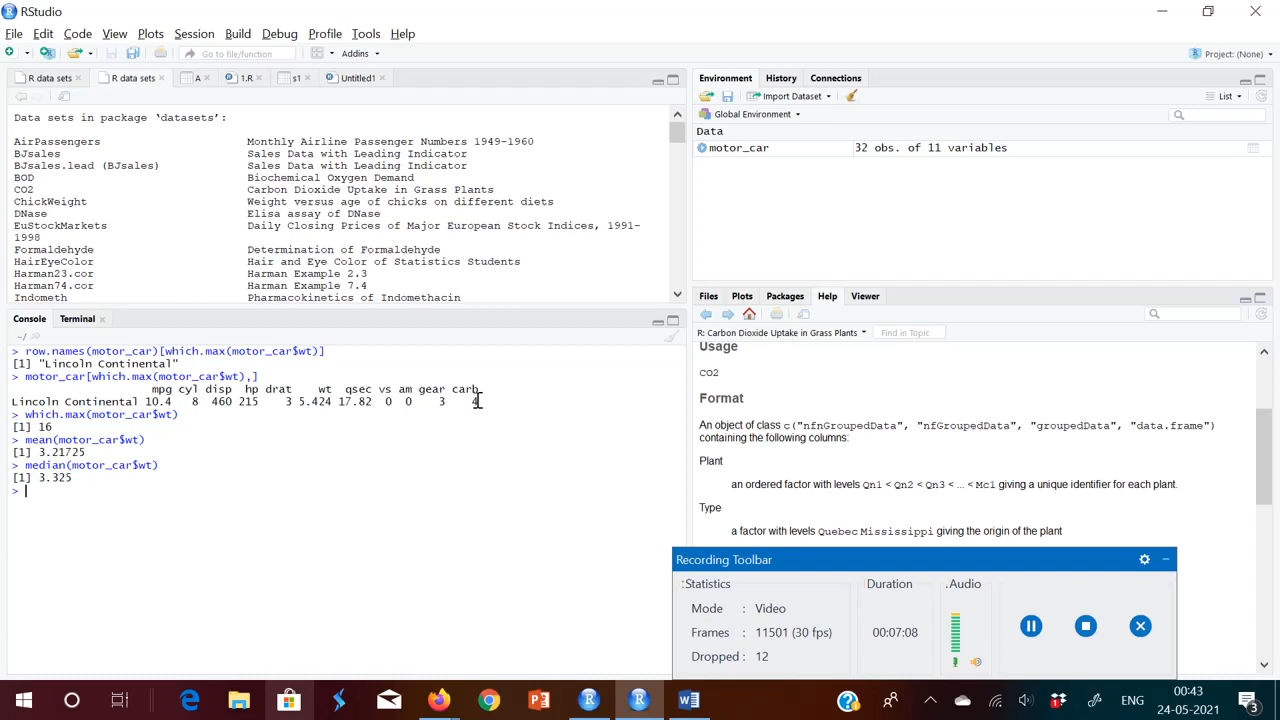 RStudio
File Edit Code View Plots Session Build Debug Profile Tools Help
Go to file/function Addins Project: (None)
R data sets R data sets A 1.R s1 Untitled1
Data sets in package ‘datasets’:
AirPassengers Monthly Airline Passenger Numbers 1949-1960
BJsales Sales Data with Leading Indicator
BJsales.lead (BJsales) Sales Data with Leading Indicator
BOD Biochemical Oxygen Demand
CO2 Carbon Dioxide Uptake in Grass Plants
ChickWeight Weight versus age of chicks on different diets
DNase Elisa assay of DNase
EuStockMarkets Daily Closing Prices of Major European Stock Indices, 1991-
1998
Formaldehyde Determination of Formaldehyde
HairEyeColor Hair and Eye Color of Statistics Students
Harman23.cor Harman Example 2.3
Harman74.cor Harman Example 7.4
Indometh Pharmacokinetics of Indomethacin
Console Terminal
~/
> row.names(motor_car)[which.max(motor_car$wt)]
[1] "Lincoln Continental"
> motor_car[which.max(motor_car$wt),]
mpg cyl disp hp drat wt qsec vs am gear carb
Lincoln Continental 10.4 8 460 215 3 5.424 17.82 0 0 3 4
> which.max(motor_car$wt)
[1] 16
> mean(motor_car$wt)
[1] 3.21725
> median(motor_car$wt)
[1] 3.325
>
Environment History Connections
Import Dataset List
Global Environment
Data
motor_car 32 obs. of 11 variables
Files Plots Packages Help Viewer
R: Carbon Dioxide Uptake in Grass Plants Find in Topic
Usage
CO2
Format
An object of class c("nfnGroupedData", "nfGroupedData", "groupedData", "data.frame")
containing the following columns:
Plant
an ordered factor with levels Qn1 < Qn2 < Qn3 < ... < Mc1 giving a unique identifier for each plant.
Type
a factor with levels Quebec Mississippi giving the origin of the plant
Recording Toolbar
Statistics Duration Audio
Mode : Video
Frames : 11501 (30 fps) 00:07:08
Dropped : 12
ENG 00:43
24-05-2021
3